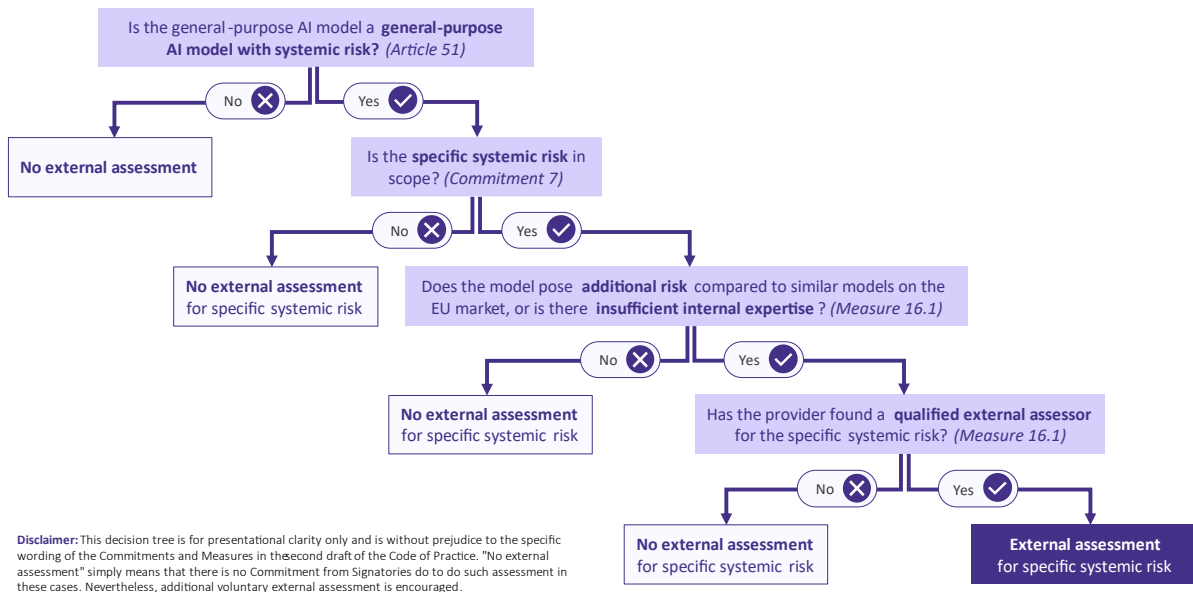 Is the general-purpose AI model a general-purpose
AI model with systemic risk? (Article 51)
No
Yes
No external assessment
Is the specific systemic risk in
scope? (Commitment 7)
No
Yes
No external assessment
for specific systemic risk
Does the model pose additional risk compared to similar models on the
EU market, or is there insufficient internal expertise ? (Measure 16.1)
No
Yes
No external assessment
for specific systemic risk
Has the provider found a qualified external assessor
for the specific systemic risk? (Measure 16.1)
No
Yes
No external assessment
for specific systemic risk
External assessment
for specific systemic risk
Disclaimer: This decision tree is for presentational clarity only and is without prejudice to the specific
wording of the Commitments and Measures in the second draft of the Code of Practice. "No external
assessment" simply means that there is no Commitment from Signatories do to do such assessment in
these cases. Nevertheless, additional voluntary external assessment is encouraged.